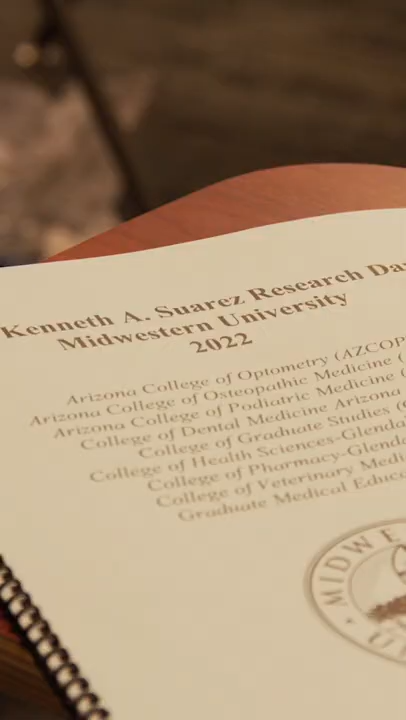 Kenneth A. Suarez Research Da
Midwestern University
2022
Arizona College of Optometry (AZCOP
Arizona College of Osteopathic Medicine (
Arizona College of Podiatric Medicine (
College of Dental Medicine Arizona
College of Graduate Studies (
College of Health Sciences-Glenda
College of Pharmacy-Glenda
College of Veterinary Medi
Graduate Medical Educ
MIDWE